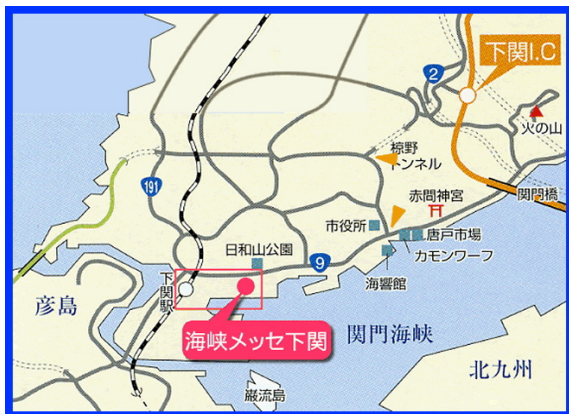 下関I.C
2
火の山
椋野
トンネル
関門橋
191
赤間神宮
市役所
唐戸市場
カモンワーフ
日和山公園
9
海響館
下関駅
彦島
海峡メッセ下関
関門海峡
北九州
巌流島